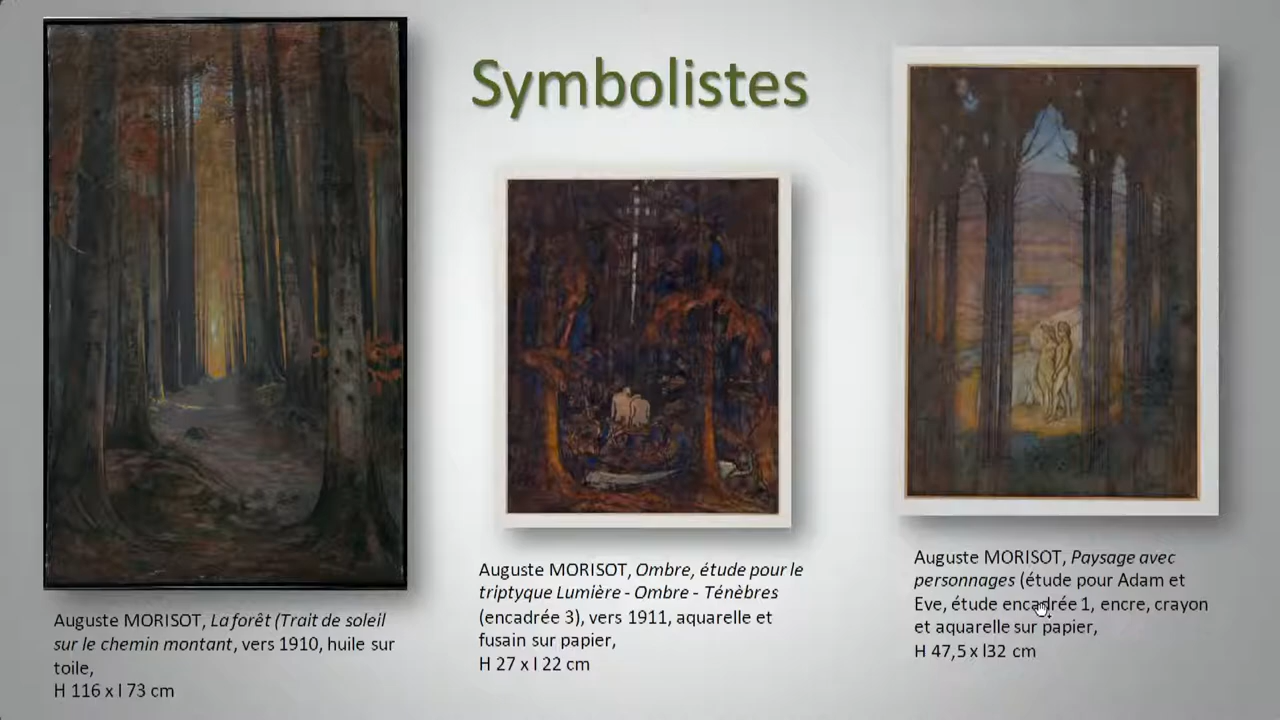 Symbolistes
Auguste MORISOT, La forêt (Trait de soleil
sur le chemin montant, vers 1910, huile sur
toile,
H 116 x l 73 cm
Auguste MORISOT, Ombre, étude pour le
triptyque Lumière - Ombre - Ténèbres
(encadrée 3), vers 1911, aquarelle et
fusain sur papier,
H 27 x l 22 cm
Auguste MORISOT, Paysage avec
personnages (étude pour Adam et
Eve, étude encadrée 1, encre, crayon
et aquarelle sur papier,
H 47,5 x l32 cm